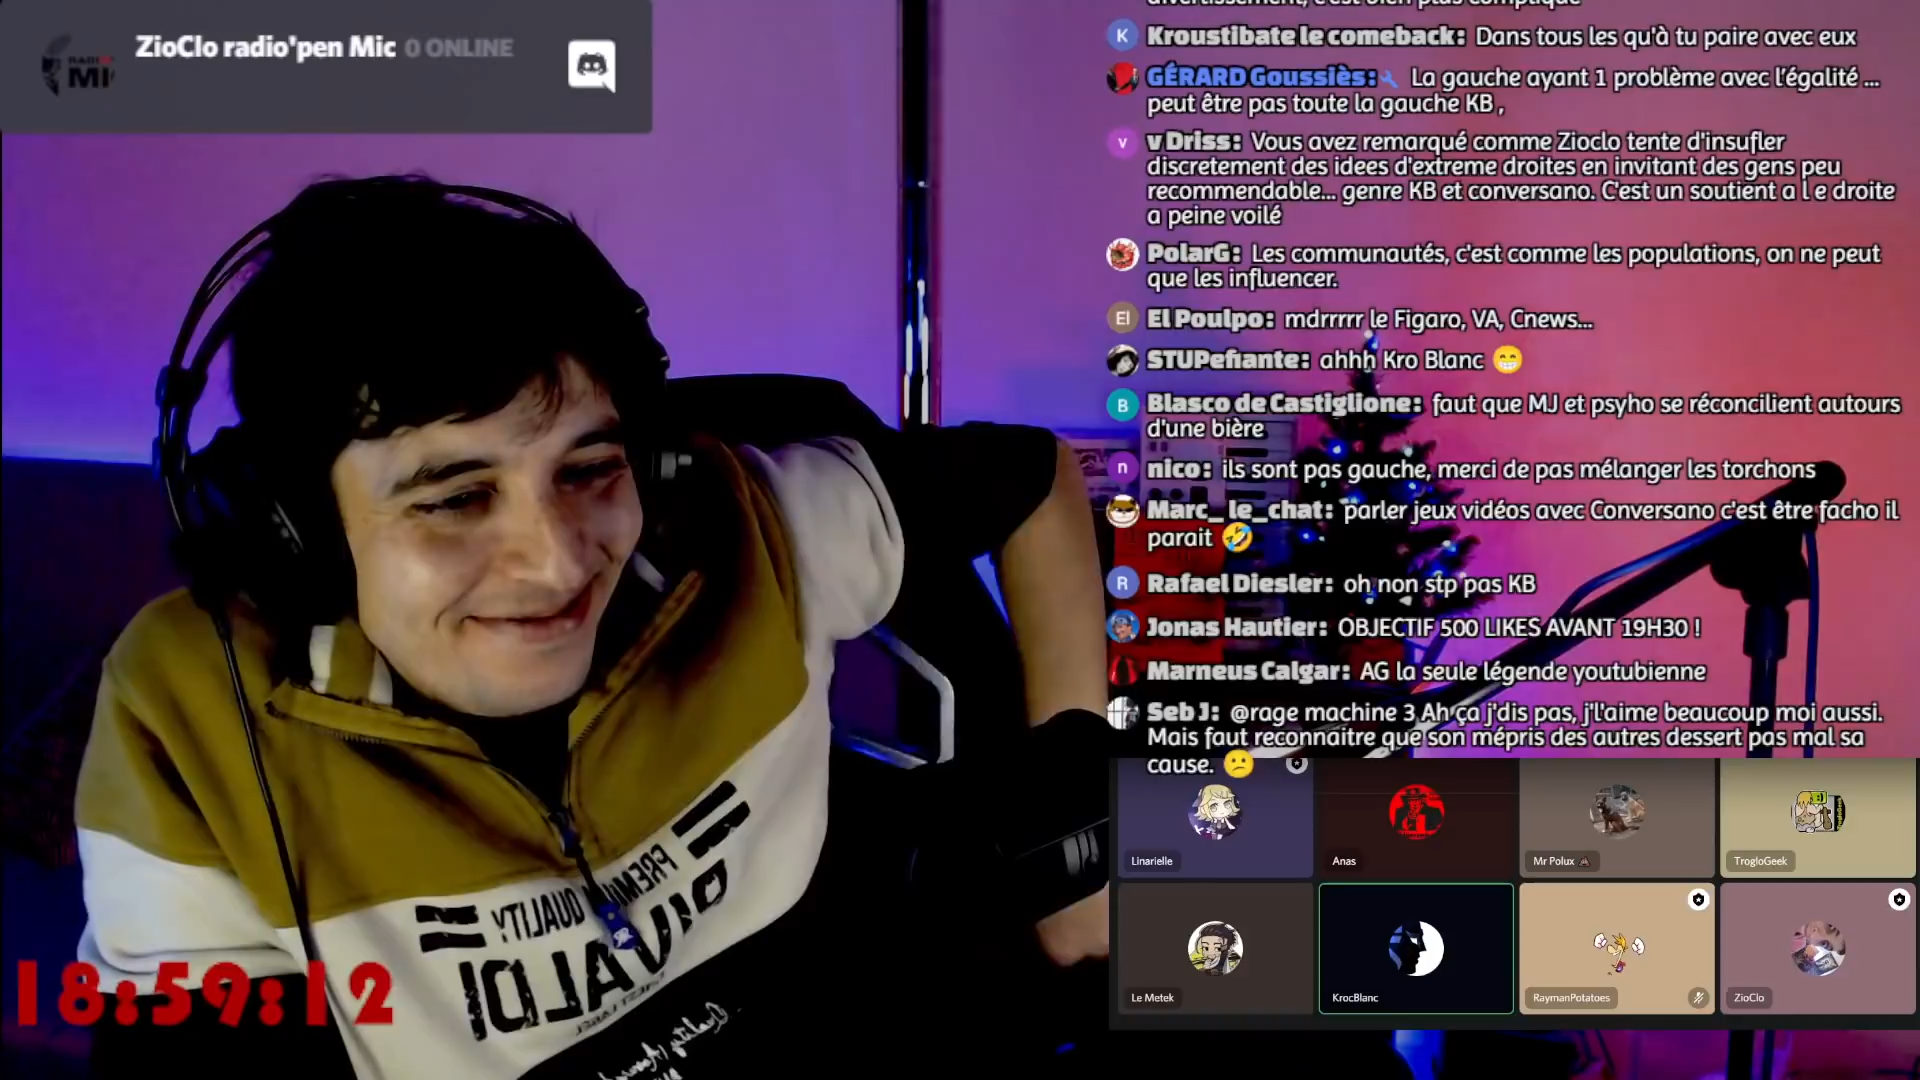 ZioClo radio'pen Mic 0 ONLINE
MI
Kroustibate le comeback: Dans tous les qu'à tu paire avec eux
GÉRARD Goussiès: La gauche ayant 1 problème avec l'égalité ...
peut être pas toute la gauche KB ,
v Driss: Vous avez remarqué comme Zioclo tente d'insufler
discretement des idees d'extreme droites en invitant des gens peu
recommendable... genre KB et conversano. C'est un soutient a l e droite
a peine voilé
PolarG: Les communautés, c'est comme les populations, on ne peut
que les influencer.
El Poulpo: mdrrrrr le Figaro, VA, Cnews...
STUPefiante: ahhh Kro Blanc 😁
Blasco de Castiglione: faut que MJ et psyho se réconcilient autours
d'une bière
nico: ils sont pas gauche, merci de pas mélanger les torchons
Marc_ le_chat: parler jeux vidéos avec Conversano c'est être facho il
parait 🤣
Rafael Diesler: oh non stp pas KB
Jonas Hautier: OBJECTIF 500 LIKES AVANT 19H30 !
Marneus Calgar: AG la seule légende youtubienne
Seb J: @rage machine 3 Ah ça j'dis pas, j'l'aime beaucoup moi aussi.
Mais faut reconnaitre que son mépris des autres dessert pas mal sa
cause. 😕
Linarielle
Anas
Mr Polux
TrogloGeek
Le Metek
KrocBlanc
RaymanPotatoes
ZioClo
PREMIUM QUALITY
18:59:12